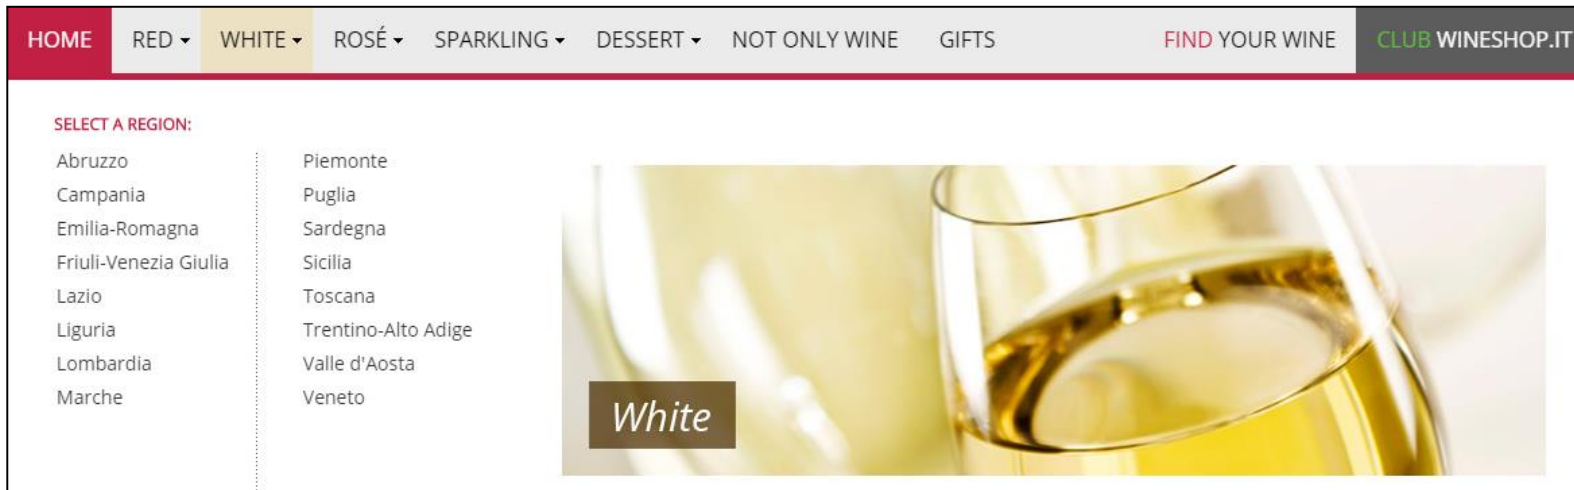 HOME RED WHITE ROSÉ SPARKLING DESSERT NOT ONLY WINE GIFTS FIND YOUR WINE CLUB WINESHOP.IT
SELECT A REGION:
Abruzzo
Campania
Emilia-Romagna
Friuli-Venezia Giulia
Lazio
Liguria
Lombardia
Marche
Piemonte
Puglia
Sardegna
Sicilia
Toscana
Trentino-Alto Adige
Valle d'Aosta
Veneto
White